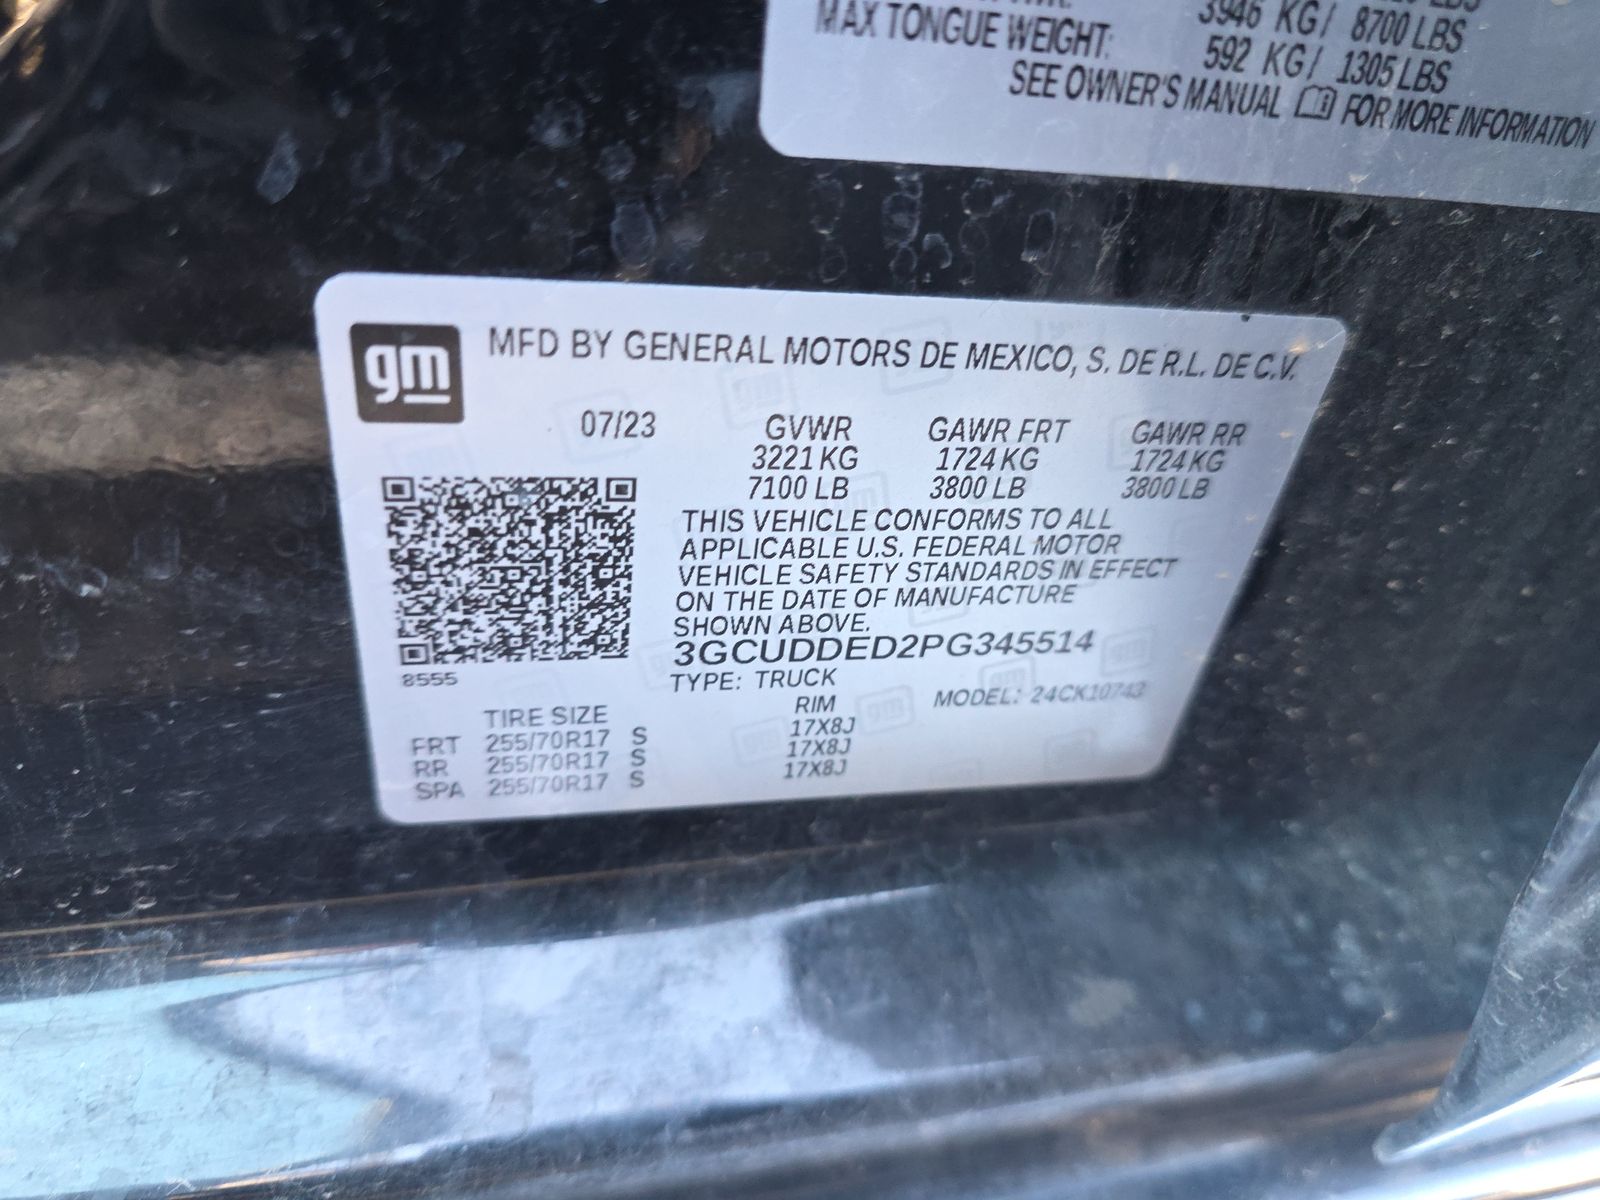 3946 KG/ 8700 LBS
MAX TONGUE WEIGHT: 592 KG/ 1305 LBS
SEE OWNER'S MANUAL FOR MORE INFORMATION
gm
MFD BY GENERAL MOTORS DE MEXICO, S. DE R.L. DE C.V.
07/23 GVWR GAWR FRT GAWR RR
3221 KG 1724 KG 1724 KG
7100 LB 3800 LB 3800 LB
THIS VEHICLE CONFORMS TO ALL
APPLICABLE U.S. FEDERAL MOTOR
VEHICLE SAFETY STANDARDS IN EFFECT
ON THE DATE OF MANUFACTURE
SHOWN ABOVE.
3GCUDDED2PG345514
8555
TYPE: TRUCK
MODEL: 24CK10743
TIRE SIZE RIM
FRT 255/70R17 S 17X8J
RR 255/70R17 S 17X8J
SPA 255/70R17 S 17X8J